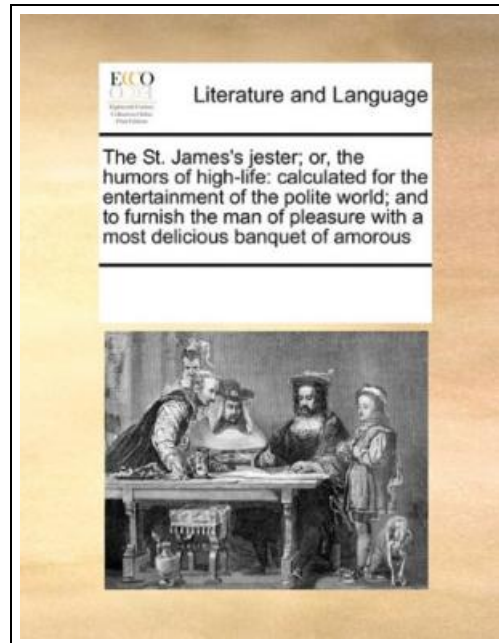 ECCO
Literature and Language
The St. James's jester; or, the
humors of high-life: calculated for the
entertainment of the polite world; and
to furnish the man of pleasure with a
most delicious banquet of amorous